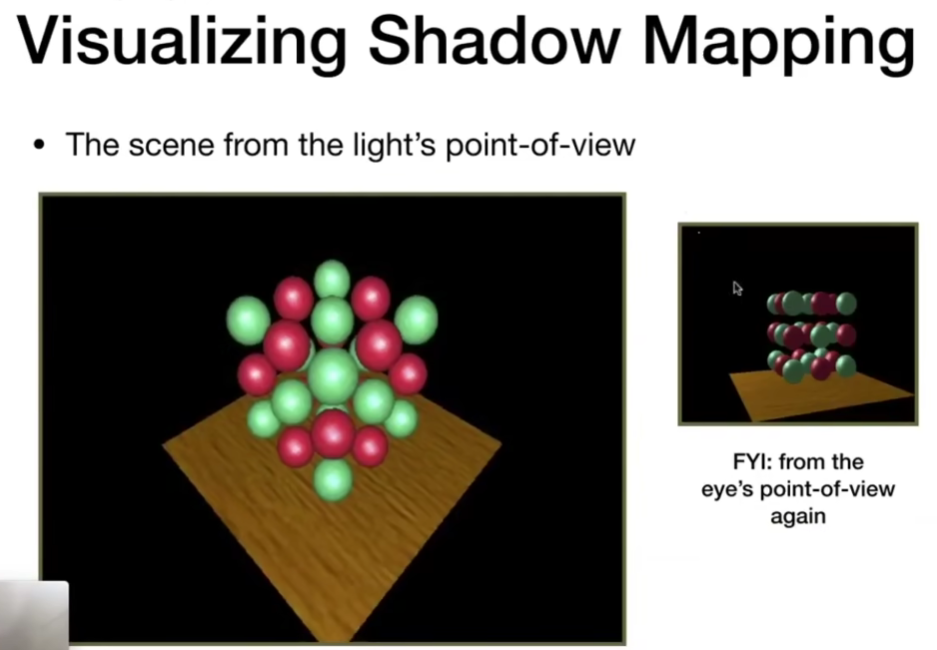 Visualizing Shadow Mapping
• The scene from the light's point-of-view
FYI: from the
eye's point-of-view
again